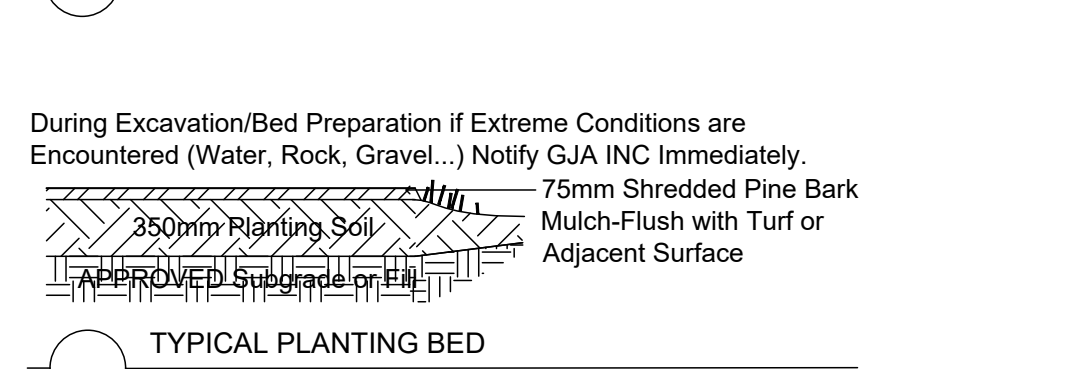 During Excavation/Bed Preparation if Extreme Conditions are
Encountered (Water, Rock, Gravel...) Notify GJA INC Immediately.
75mm Shredded Pine Bark
Mulch-Flush with Turf or
Adjacent Surface
350mm Planting Soil
APPROVED Subgrade or Fill
TYPICAL PLANTING BED